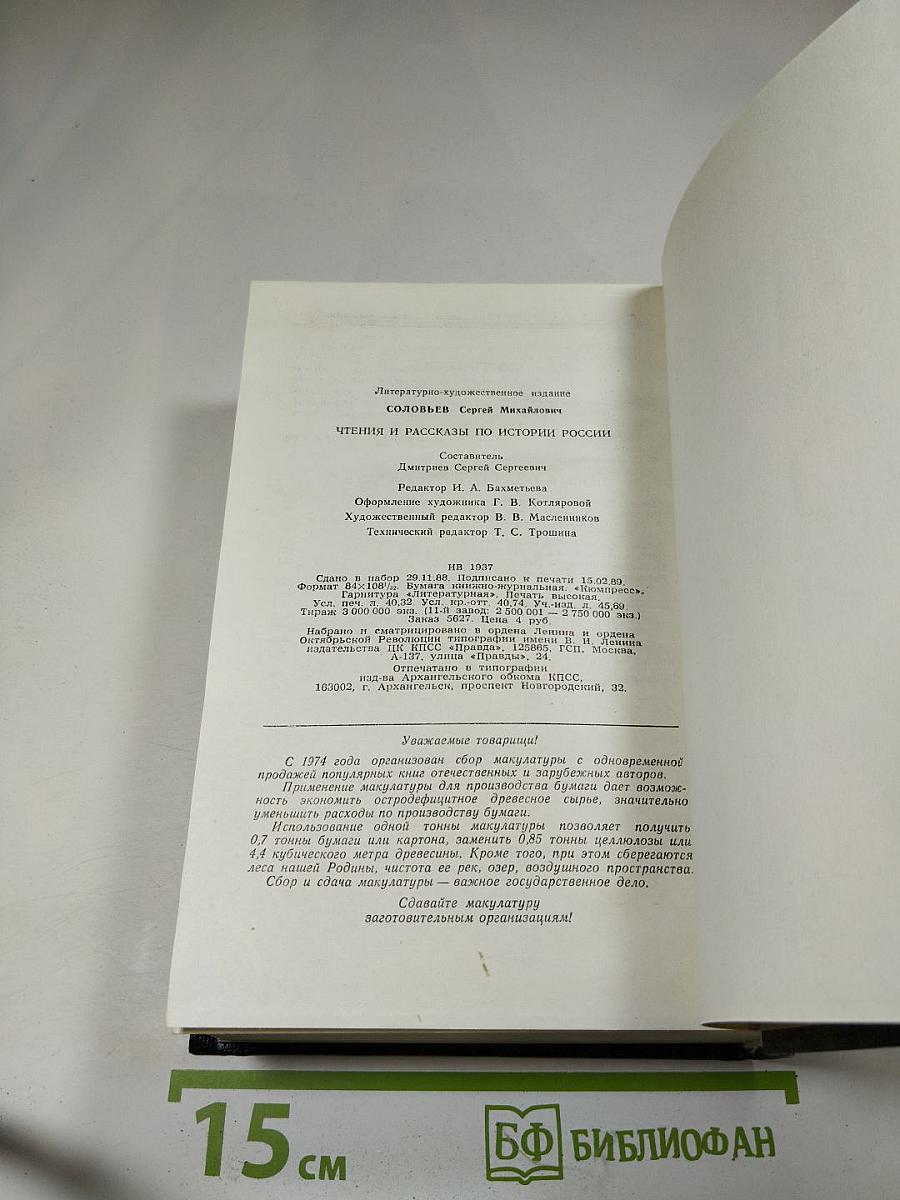 Литературно-художественное издание
СОЛОВЬЕВ Сергей Михайлович
ЧТЕНИЯ И РАССКАЗЫ ПО ИСТОРИИ РОССИИ
Составитель
Дмитриев Сергей Сергеевич
Редактор И. А. Бахметьева
Оформление художника Г. В. Котляровой
Художественный редактор В. В. Масленников
Технический редактор Т. С. Трошина
ИВ 1937
Сдано в набор 29.11.88. Подписано к печати 15.02.89.
Формат 84×108¹/₃₂. Бумага книжно-журнальная. «Кюмпресс».
Гарнитура «Литературная». Печать высокая.
Усл. печ. л. 40,32. Усл. кр.-отт. 40,74. Уч.-изд. л. 45,69.
Тираж 3 000 000 экз. (11-й завод: 2 500 001 — 2 750 000 экз.)
Заказ 5627. Цена 4 руб.
Набрано и сматрицировано в ордена Ленина и ордена
Октябрьской Революции типографии имени В. И. Ленина
издательства ЦК КПСС «Правда». 125865, ГСП, Москва,
А-137, улица «Правды», 24.
Отпечатано в типографии
изд-ва Архангельского обкома КПСС.
163002, г. Архангельск, проспект Новгородский, 32.
Уважаемые товарищи!
С 1974 года организован сбор макулатуры с одновременной
продажей популярных книг отечественных и зарубежных авторов.
Применение макулатуры для производства бумаги дает возмож-
ность экономить остродефицитное древесное сырье, значительно
уменьшить расходы по производству бумаги.
Использование одной тонны макулатуры позволяет получить
0,7 тонны бумаги или картона, заменить 0,85 тонны целлюлозы или
4,4 кубического метра древесины. Кроме того, при этом сберегаются
леса нашей Родины, чистота ее рек, озер, воздушного пространства.
Сбор и сдача макулатуры — важное государственное дело.
Сдавайте макулатуру
заготовительным организациям!
15 см БФ БИБЛИОФАН